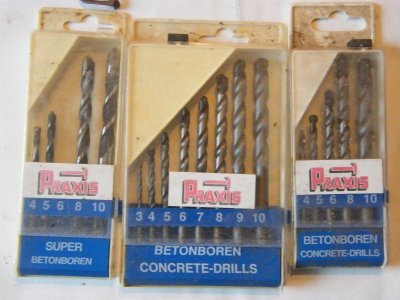 PRAXIS
4 5 6 8 10
SUPER
BETONBOREN
PRAXIS
3 4 5 6 7 8 9 10
BETONBOREN
CONCRETE-DRILLS
PRAXIS
4 5 6 8 10
BETONBOREN
CONCRETE-DRILLS